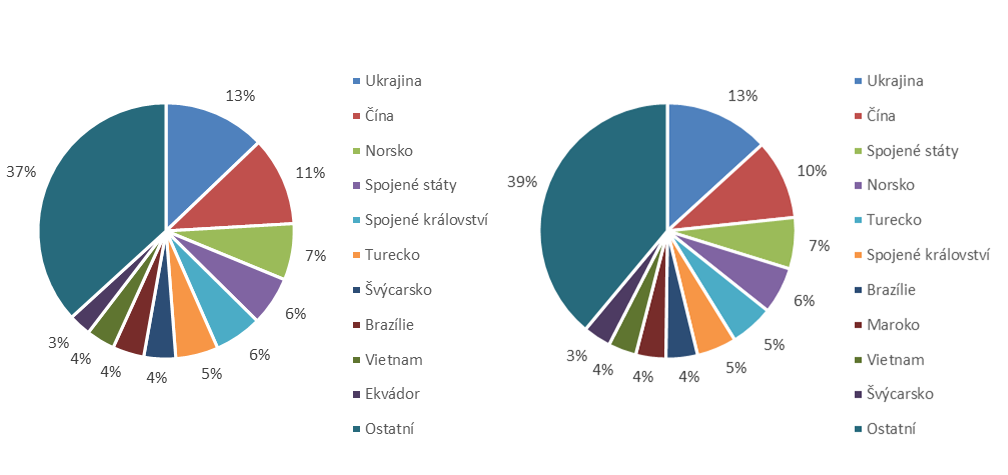 13%
11%
7%
6%
6%
5%
4%
4%
4%
3%
37%
Ukrajina
Čína
Norsko
Spojené státy
Spojené království
Turecko
Švýcarsko
Brazílie
Vietnam
Ekvádor
Ostatní
13%
10%
7%
6%
5%
5%
4%
4%
4%
3%
39%
Ukrajina
Čína
Spojené státy
Norsko
Turecko
Spojené království
Brazílie
Maroko
Vietnam
Švýcarsko
Ostatní